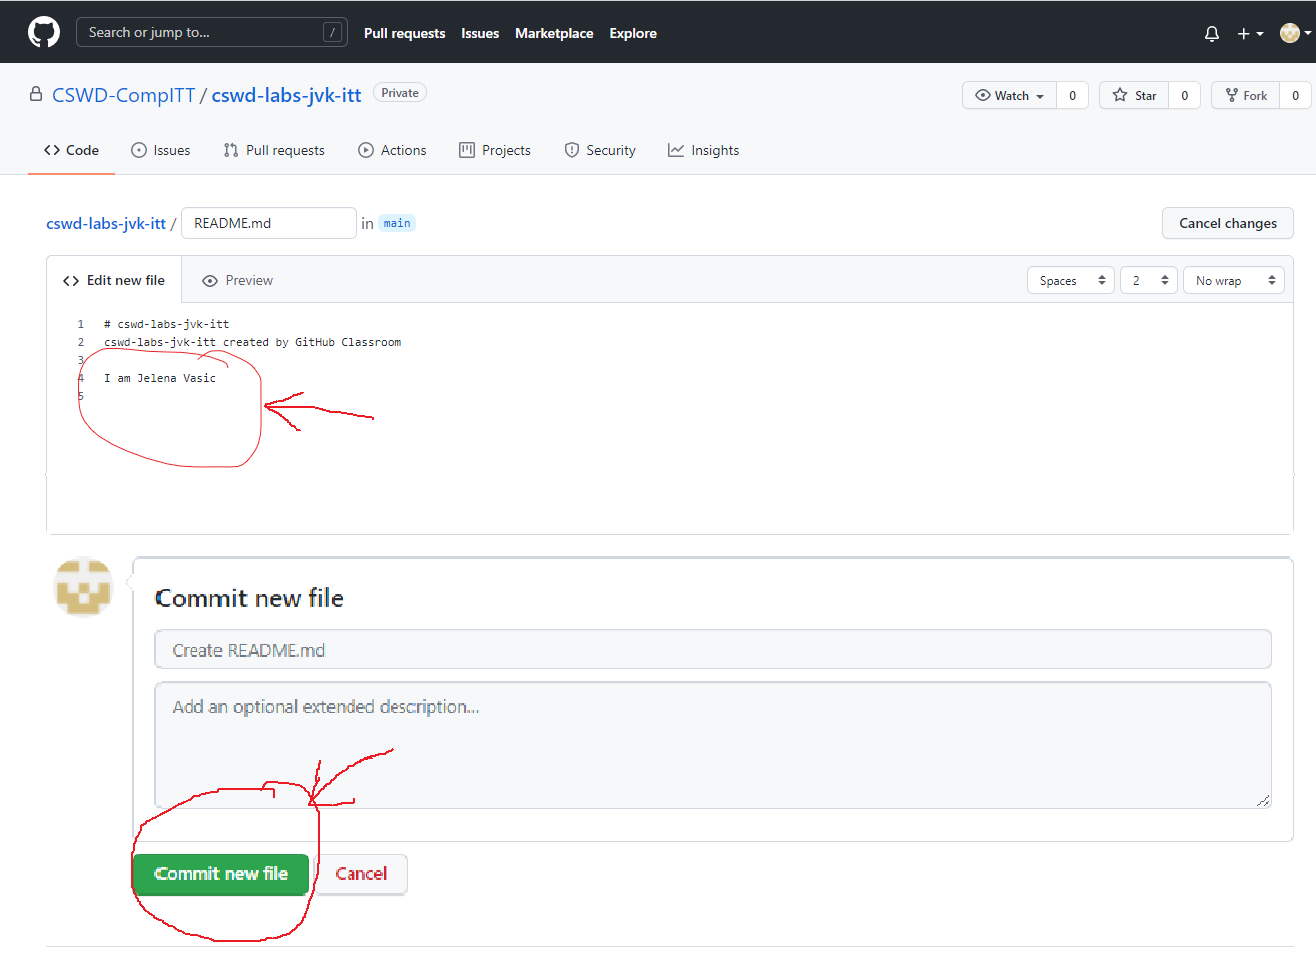 Search or jump to... /
Pull requests Issues Marketplace Explore
CSWD-CompITT / cswd-labs-jvk-itt Private
Watch 0 Star 0 Fork 0
Code Issues Pull requests Actions Projects Security Insights
cswd-labs-jvk-itt / README.md in main Cancel changes
Edit new file Preview Spaces 2 No wrap
1 # cswd-labs-jvk-itt
2 cswd-labs-jvk-itt created by GitHub Classroom
3
4 I am Jelena Vasic
5
Commit new file
Create README.md
Add an optional extended description...
Commit new file Cancel